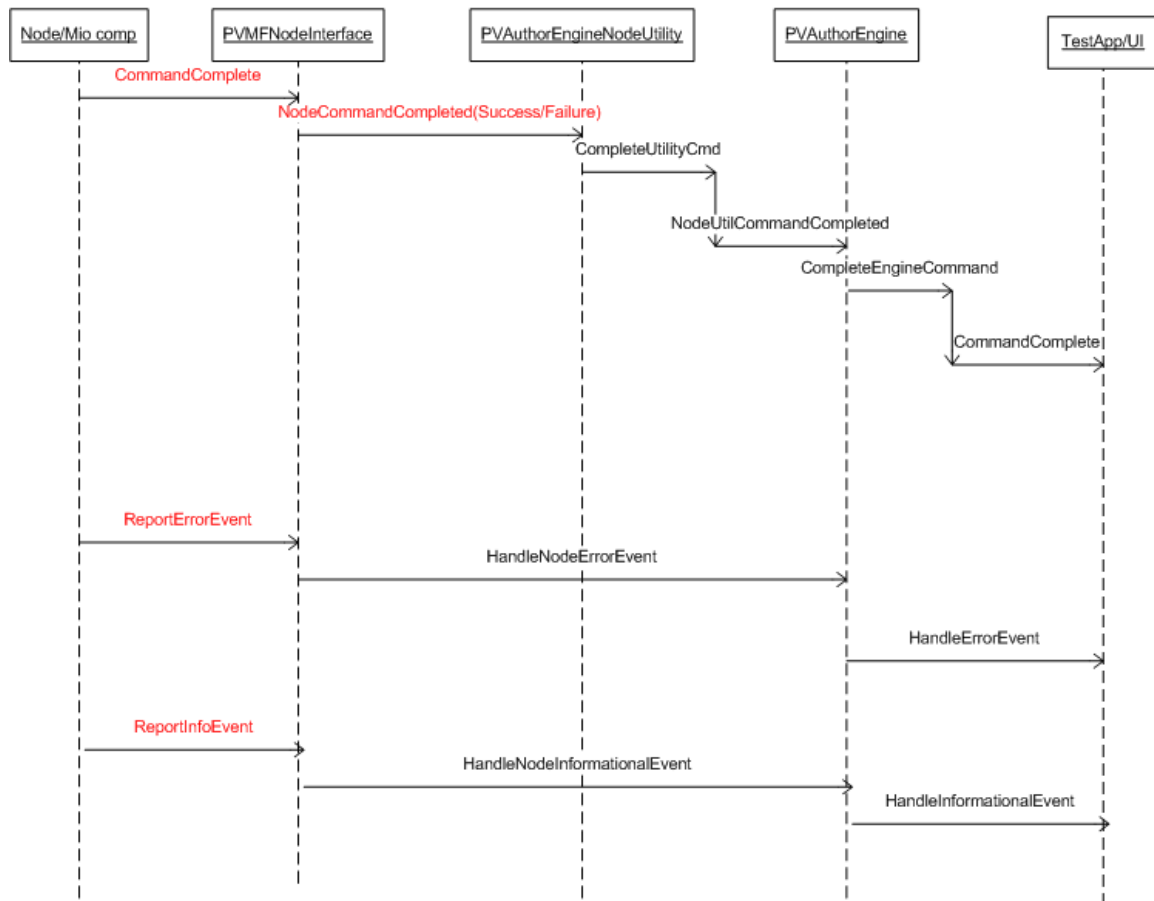 Node/Mio comp
PVMFNodeInterface
PVAuthorEngineNodeUtility
PVAuthorEngine
TestApp/UI
CommandComplete
NodeCommandCompleted(Success/Failure)
CompleteUtilityCmd
NodeUtilCommandCompleted
CompleteEngineCommand
CommandComplete
ReportErrorEvent
HandleNodeErrorEvent
HandleErrorEvent
ReportInfoEvent
HandleNodeInformationalEvent
HandleInformationalEvent